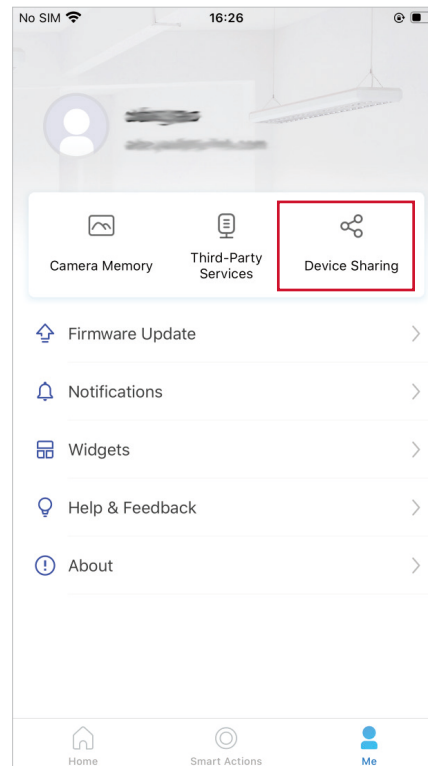 No SIM 16:26
Camera Memory
Third-Party
Services
Device Sharing
Firmware Update
Notifications
Widgets
Help & Feedback
About
Home
Smart Actions
Me